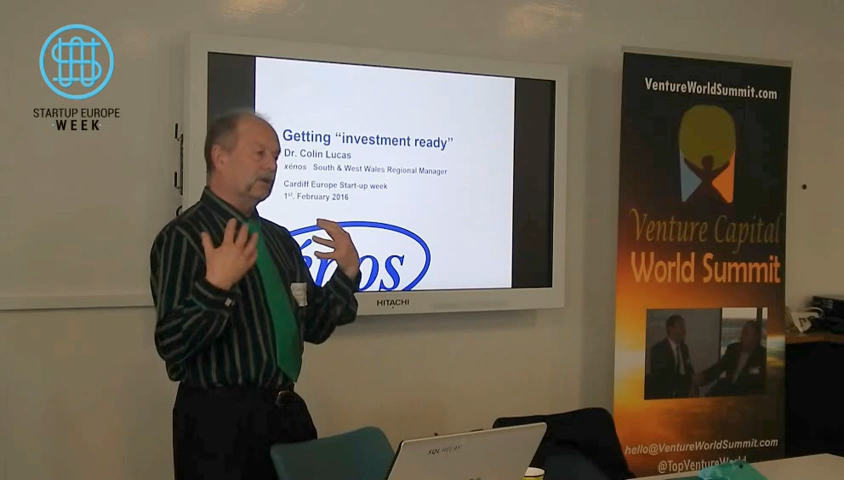 STARTUP EUROPE
WEEK
Getting “investment ready”
Dr. Colin Lucas
xénos South & West Wales Regional Manager
Cardiff Europe Start-up week
1st. February 2016
HITACHI
VentureWorldSummit.com
Venture Capital
World Summit
hello@VentureWorldSummit.com
@TopVentureWorld